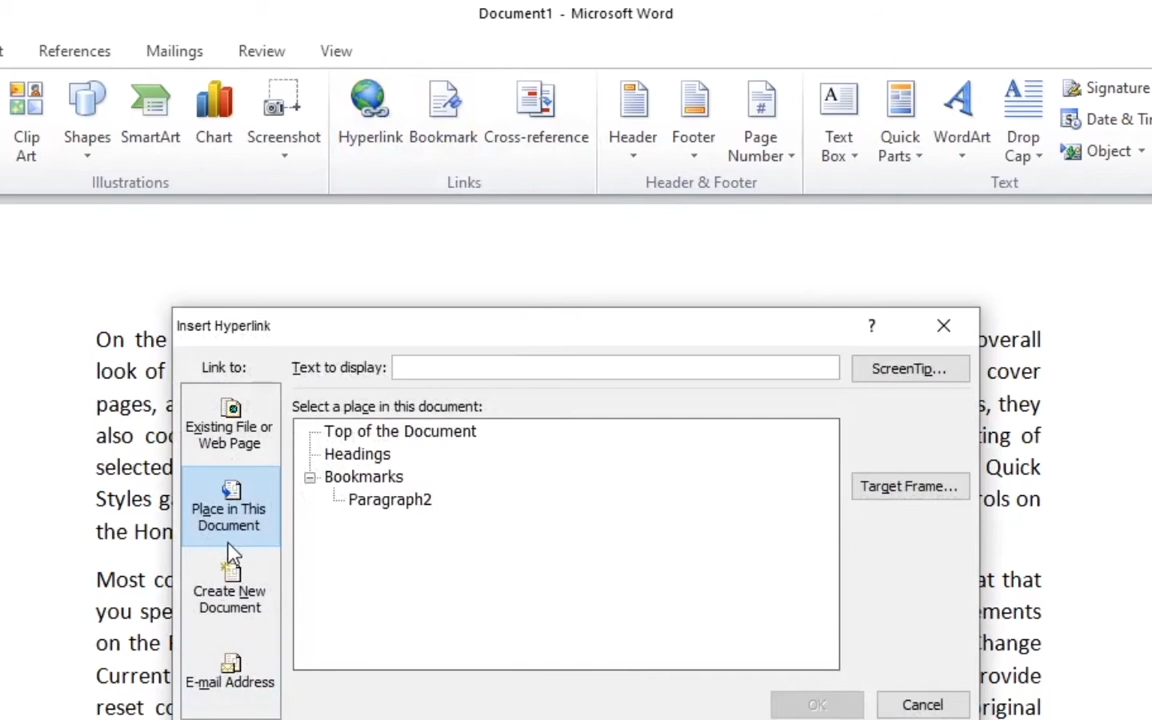 Document1 - Microsoft Word
References Mailings Review View
Clip Art Shapes SmartArt Chart Screenshot Hyperlink Bookmark Cross-reference Header Footer Page Number Text Box Quick Parts WordArt Drop Cap Signature
Date & Ti
Object
Illustrations Links Header & Footer Text
On the overall
look of cover
pages, a s, they
also coo ting of
selected Quick
Styles g rols on
the Hom
Most co at that
you spe ements
on the Change
Current rovide
reset co riginal
Insert Hyperlink ?
Link to: Text to display: ScreenTip...
Existing File or Web Page
Place in This Document
Create New Document
E-mail Address
Select a place in this document:
Top of the Document
Headings
Bookmarks
Paragraph2
Target Frame...
OK Cancel